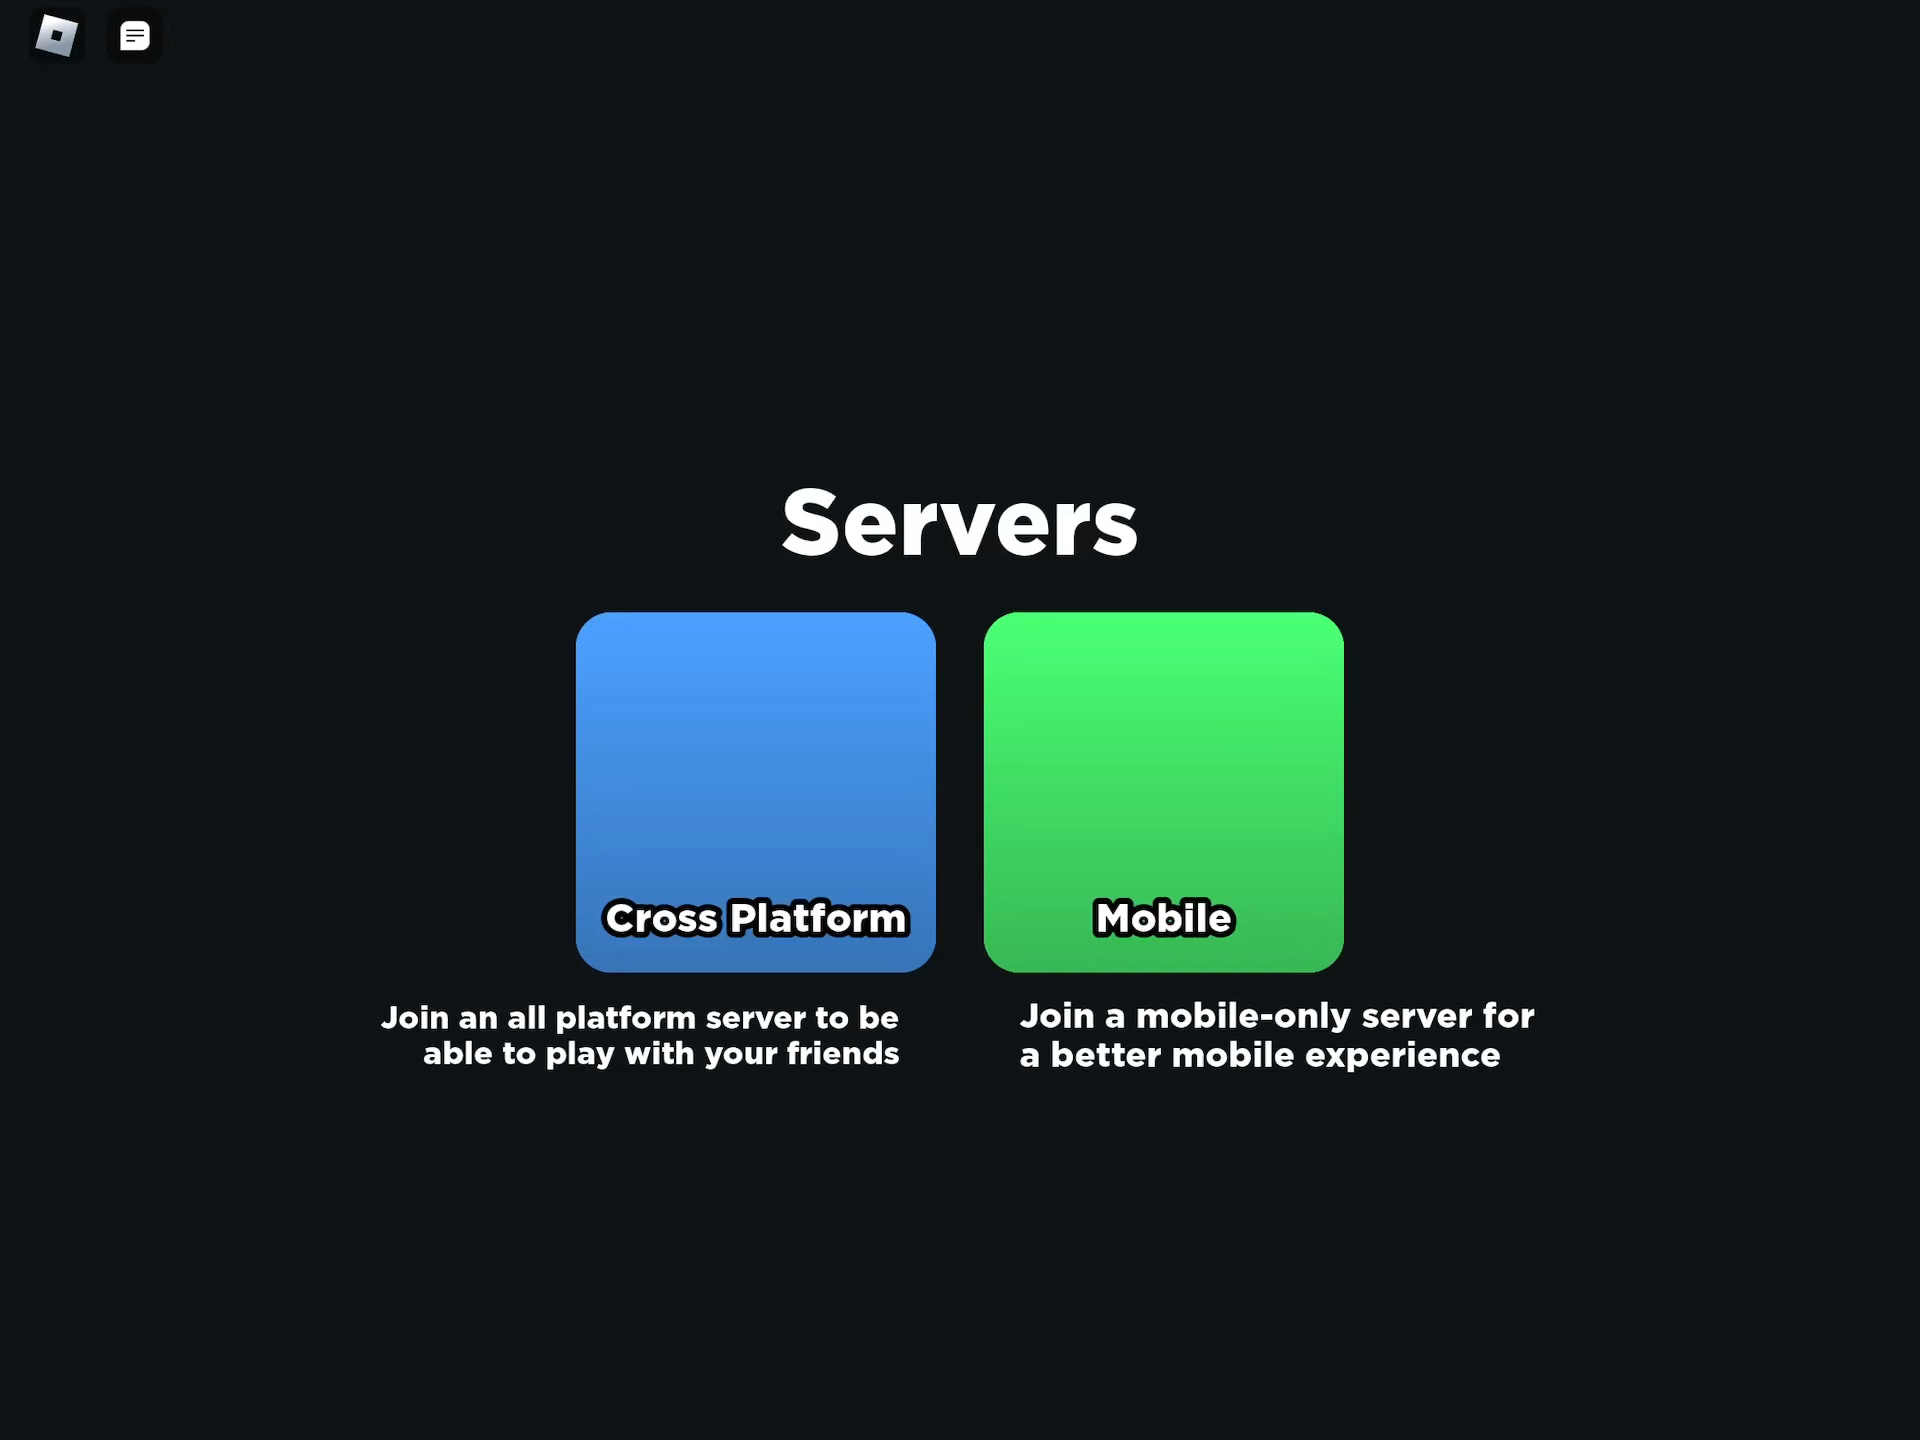 Servers
Cross Platform
Mobile
Join an all platform server to be
able to play with your friends
Join a mobile-only server for
a better mobile experience